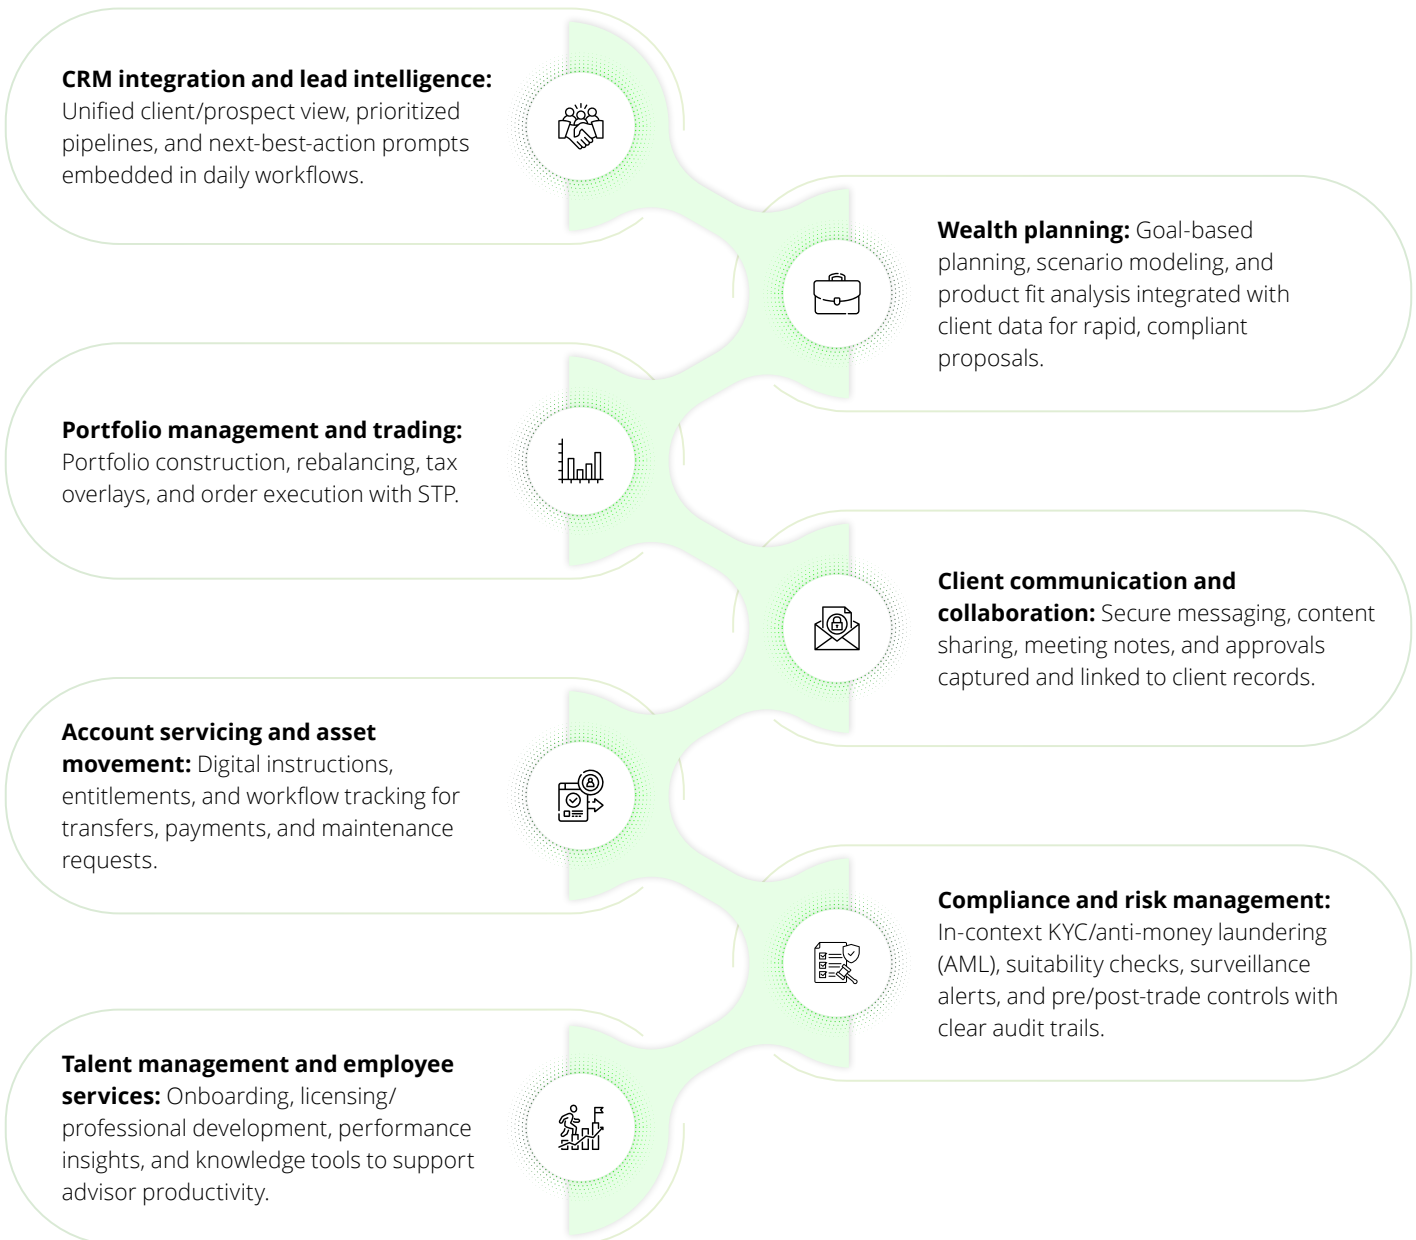 CRM integration and lead intelligence:
Unified client/prospect view, prioritized
pipelines, and next-best-action prompts
embedded in daily workflows.
Wealth planning: Goal-based
planning, scenario modeling, and
product fit analysis integrated with
client data for rapid, compliant
proposals.
Portfolio management and trading:
Portfolio construction, rebalancing, tax
overlays, and order execution with STP.
Client communication and
collaboration: Secure messaging, content
sharing, meeting notes, and approvals
captured and linked to client records.
Account servicing and asset
movement: Digital instructions,
entitlements, and workflow tracking for
transfers, payments, and maintenance
requests.
Compliance and risk management:
In-context KYC/anti-money laundering
(AML), suitability checks, surveillance
alerts, and pre/post-trade controls with
clear audit trails.
Talent management and employee
services: Onboarding, licensing/
professional development, performance
insights, and knowledge tools to support
advisor productivity.